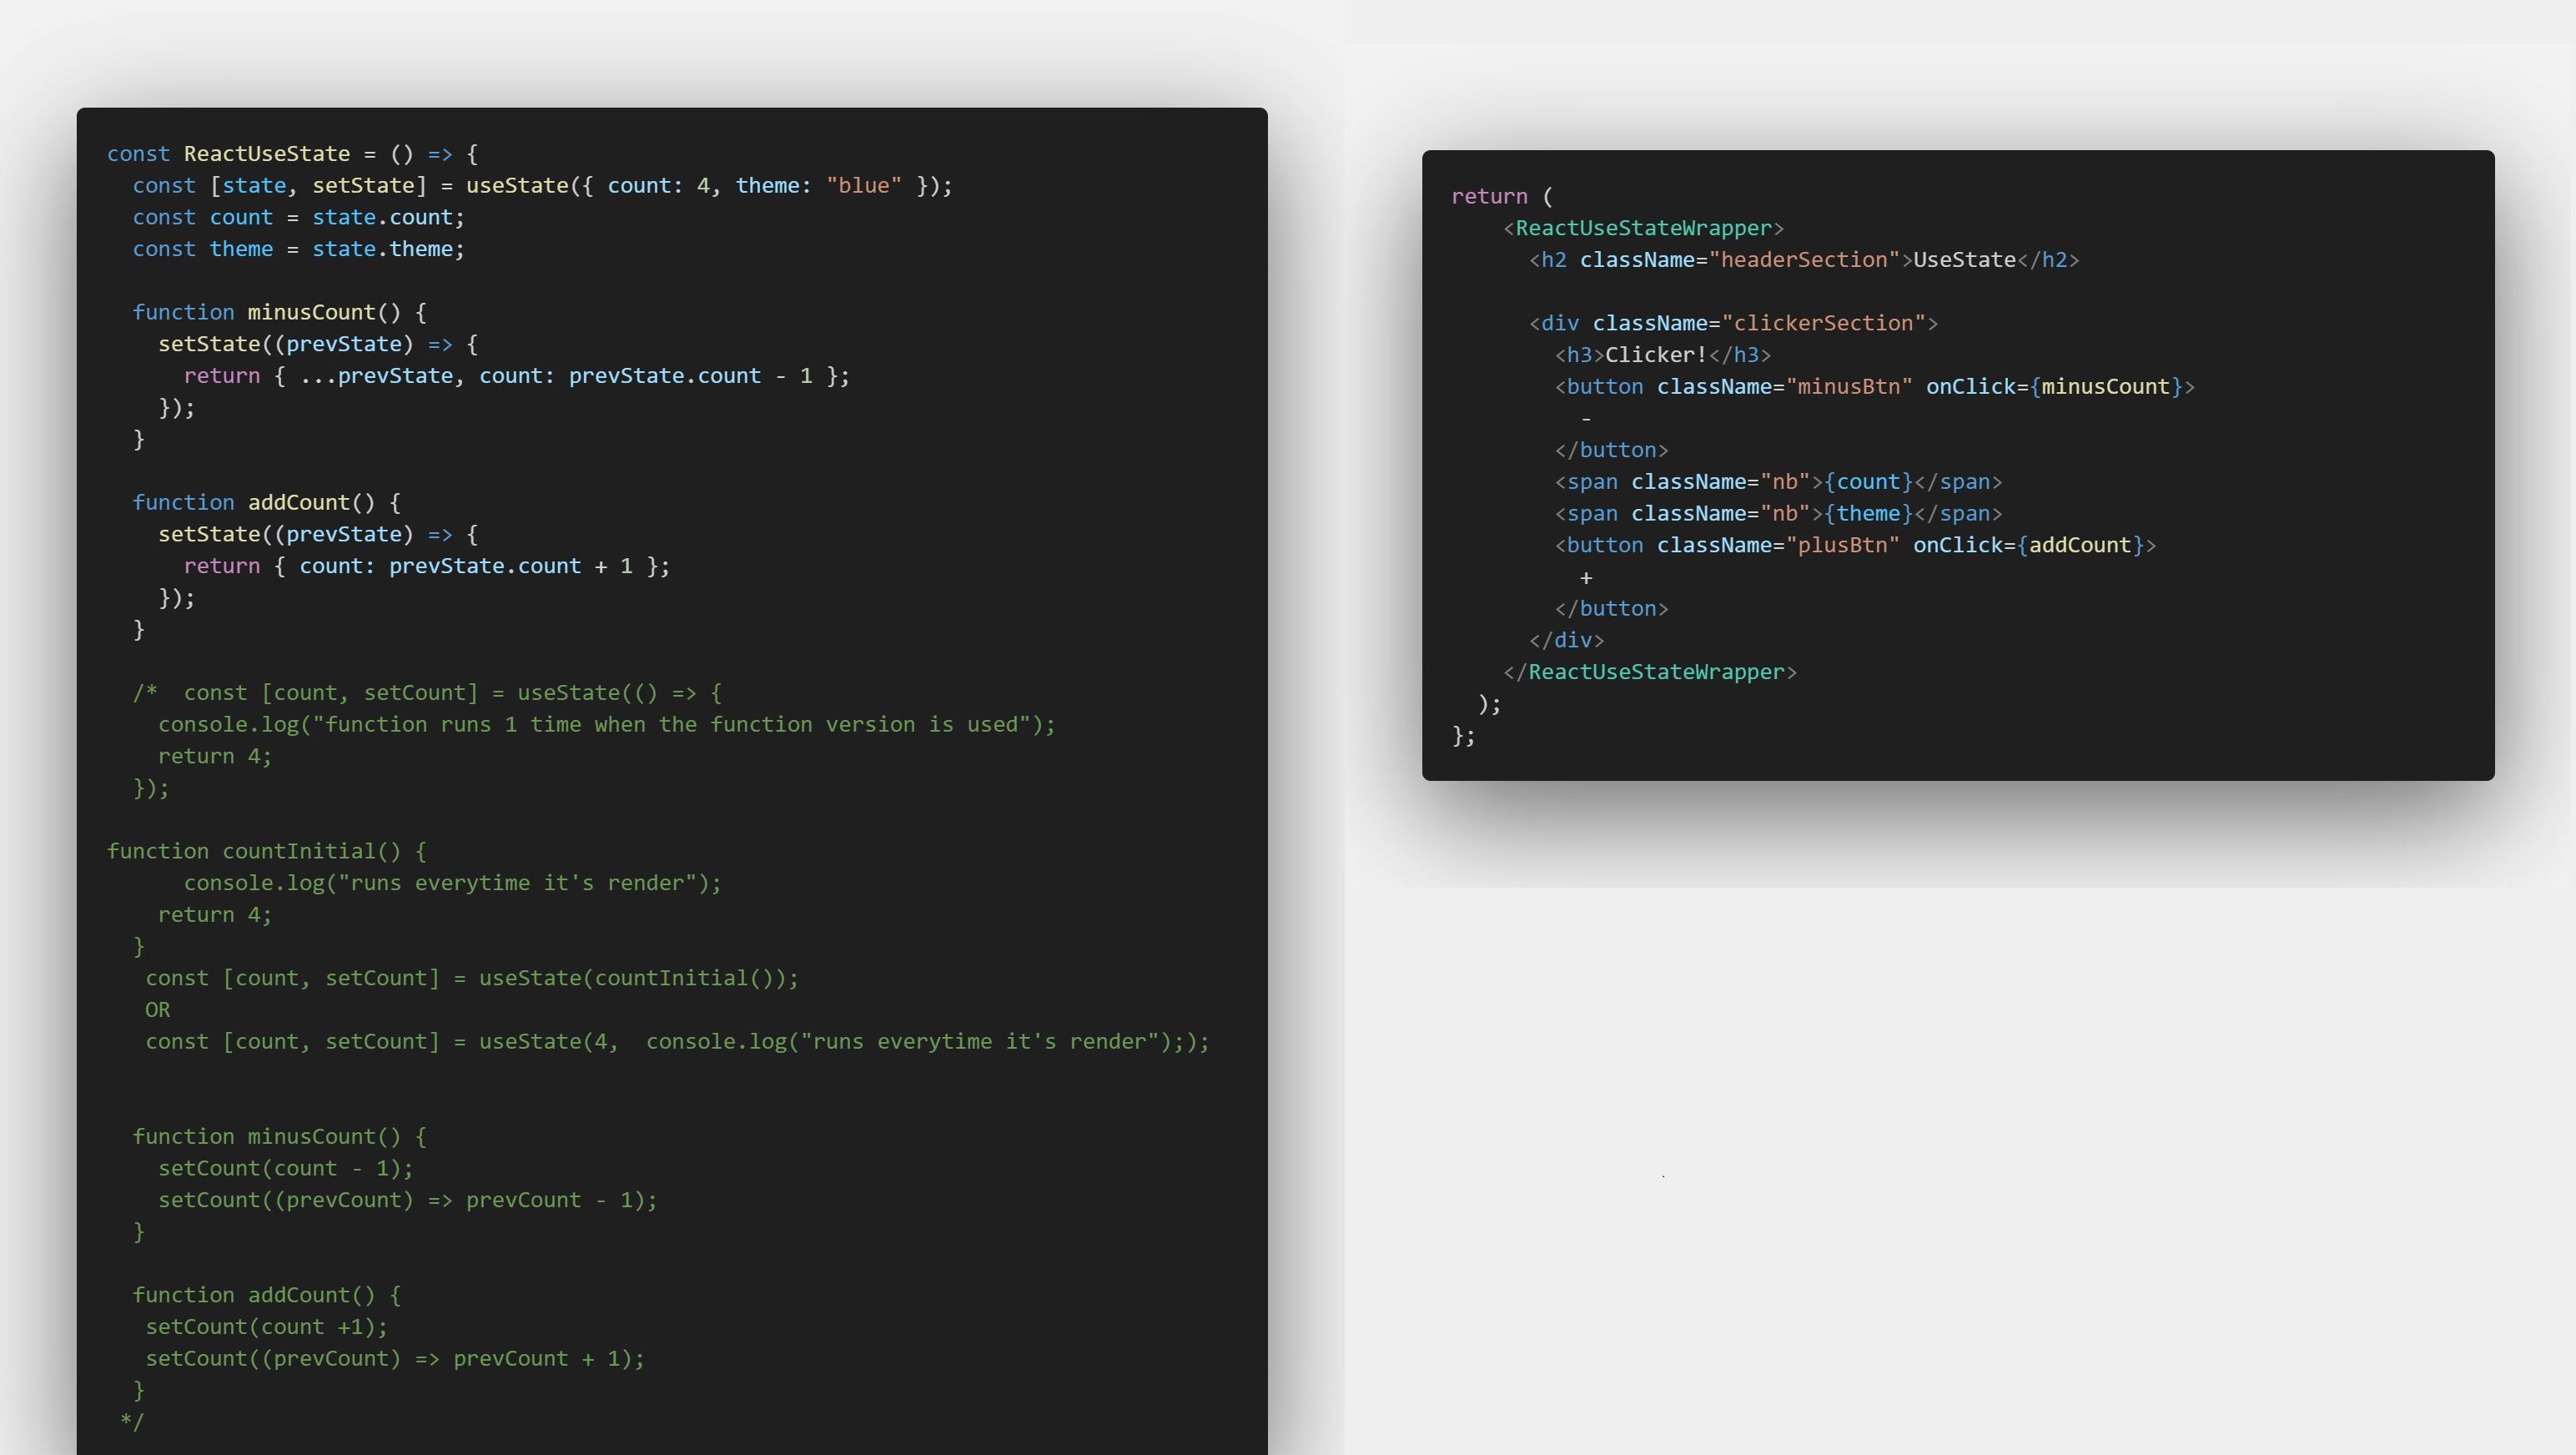 const ReactUseState = () => {
  const [state, setState] = useState({ count: 4, theme: "blue" });
  const count = state.count;
  const theme = state.theme;

  function minusCount() {
    setState((prevState) => {
      return { ...prevState, count: prevState.count - 1 };
    });
  }

  function addCount() {
    setState((prevState) => {
      return { count: prevState.count + 1 };
    });
  }

  /*  const [count, setCount] = useState(() => {
    console.log("function runs 1 time when the function version is used");
    return 4;
  });

function countInitial() {
      console.log("runs everytime it's render");
    return 4;
  }
   const [count, setCount] = useState(countInitial());
   OR
   const [count, setCount] = useState(4,  console.log("runs everytime it's render"););


  function minusCount() {
    setCount(count - 1);
    setCount((prevCount) => prevCount - 1);
  }

  function addCount() {
   setCount(count +1);
   setCount((prevCount) => prevCount + 1);
  }
 */
return (
    <ReactUseStateWrapper>
      <h2 className="headerSection">UseState</h2>

      <div className="clickerSection">
        <h3>Clicker!</h3>
        <button className="minusBtn" onClick={minusCount}>
          -
        </button>
        <span className="nb">{count}</span>
        <span className="nb">{theme}</span>
        <button className="plusBtn" onClick={addCount}>
          +
        </button>
      </div>
    </ReactUseStateWrapper>
  );
};